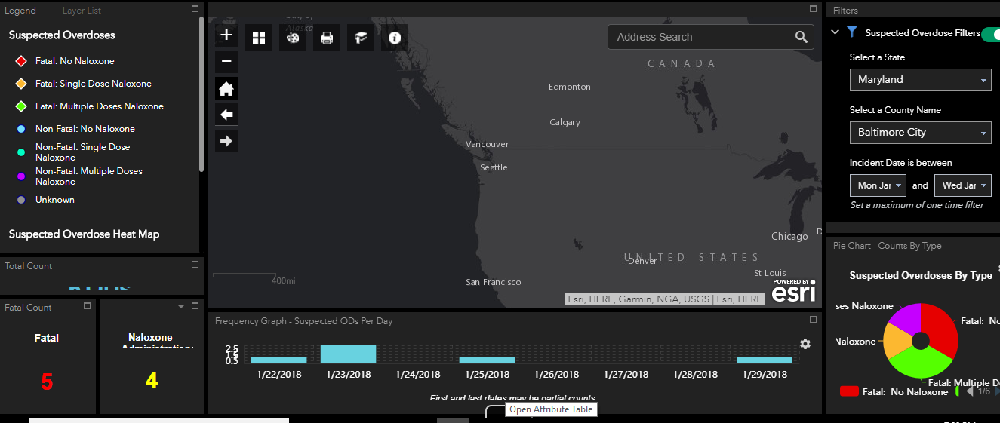 Legend
Layer List
Suspected Overdoses
Fatal: No Naloxone
Fatal: Single Dose Naloxone
Fatal: Multiple Doses Naloxone
Non-Fatal: No Naloxone
Non-Fatal: Single Dose
Naloxone
Non-Fatal: Multiple Doses
Naloxone
Unknown
Suspected Overdose Heat Map
Total Count
Fatal Count
Fatal
5
Naloxone
Administration
4
Alaska
Address Search
CANADA
Edmonton
Calgary
Vancouver
Seattle
Chicago
UNITED STATES
Denver
St Louis
San Francisco
400mi
POWERED BY
esri
Esri, HERE, Garmin, NGA, USGS | Esri, HERE
Frequency Graph - Suspected ODs Per Day
2.5
1.5
0.5
1/22/2018
1/23/2018
1/24/2018
1/25/2018
1/26/2018
1/27/2018
1/28/2018
1/29/2018
First and last dates may be partial counts
Open Attribute Table
Filters
Suspected Overdose Filters
Select a State
Maryland
Select a County Name
Baltimore City
Incident Date is between
Mon Jar
and
Wed Jar
Set a maximum of one time filter
Pie Chart - Counts By Type
Suspected Overdoses By Type
ses Naloxone
Fatal: No
Naloxone
Fatal: Multiple Do
Fatal: No Naloxone
1/6